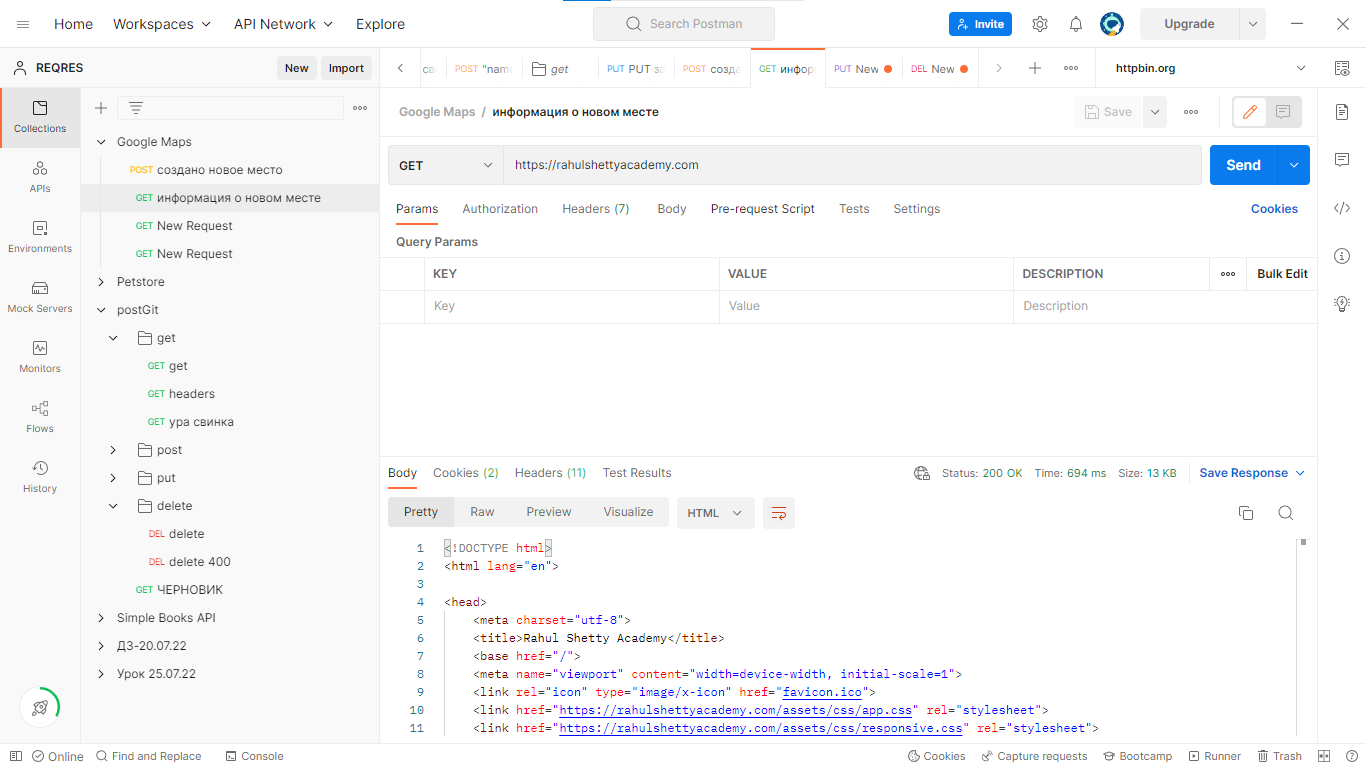 Home Workspaces API Network Explore Search Postman Invite Upgrade
REQRES New Import
POST "name get PUT PUT за POST созда GET инфор PUT New DEL New httpbin.org
Collections
APIs
Environments
Mock Servers
Monitors
Flows
History
Google Maps
POST создано новое место
GET информация о новом месте
GET New Request
GET New Request
Petstore
postGit
get
GET get
GET headers
GET ура свинка
post
put
delete
DEL delete
DEL delete 400
GET ЧЕРНОВИК
Simple Books API
ДЗ-20.07.22
Урок 25.07.22
Google Maps / информация о новом месте Save
GET https://rahulshettyacademy.com Send
Params Authorization Headers (7) Body Pre-request Script Tests Settings Cookies
Query Params
KEY VALUE DESCRIPTION Bulk Edit
Key Value Description
Body Cookies (2) Headers (11) Test Results Status: 200 OK Time: 694 ms Size: 13 KB Save Response
Pretty Raw Preview Visualize HTML
1 <!DOCTYPE html>
2 <html lang="en">
3
4 <head>
5 <meta charset="utf-8">
6 <title>Rahul Shetty Academy</title>
7 <base href="/">
8 <meta name="viewport" content="width=device-width, initial-scale=1">
9 <link rel="icon" type="image/x-icon" href="favicon.ico">
10 <link href="https://rahulshettyacademy.com/assets/css/app.css" rel="stylesheet">
11 <link href="https://rahulshettyacademy.com/assets/css/responsive.css" rel="stylesheet">
Online Find and Replace Console Cookies Capture requests Bootcamp Runner Trash